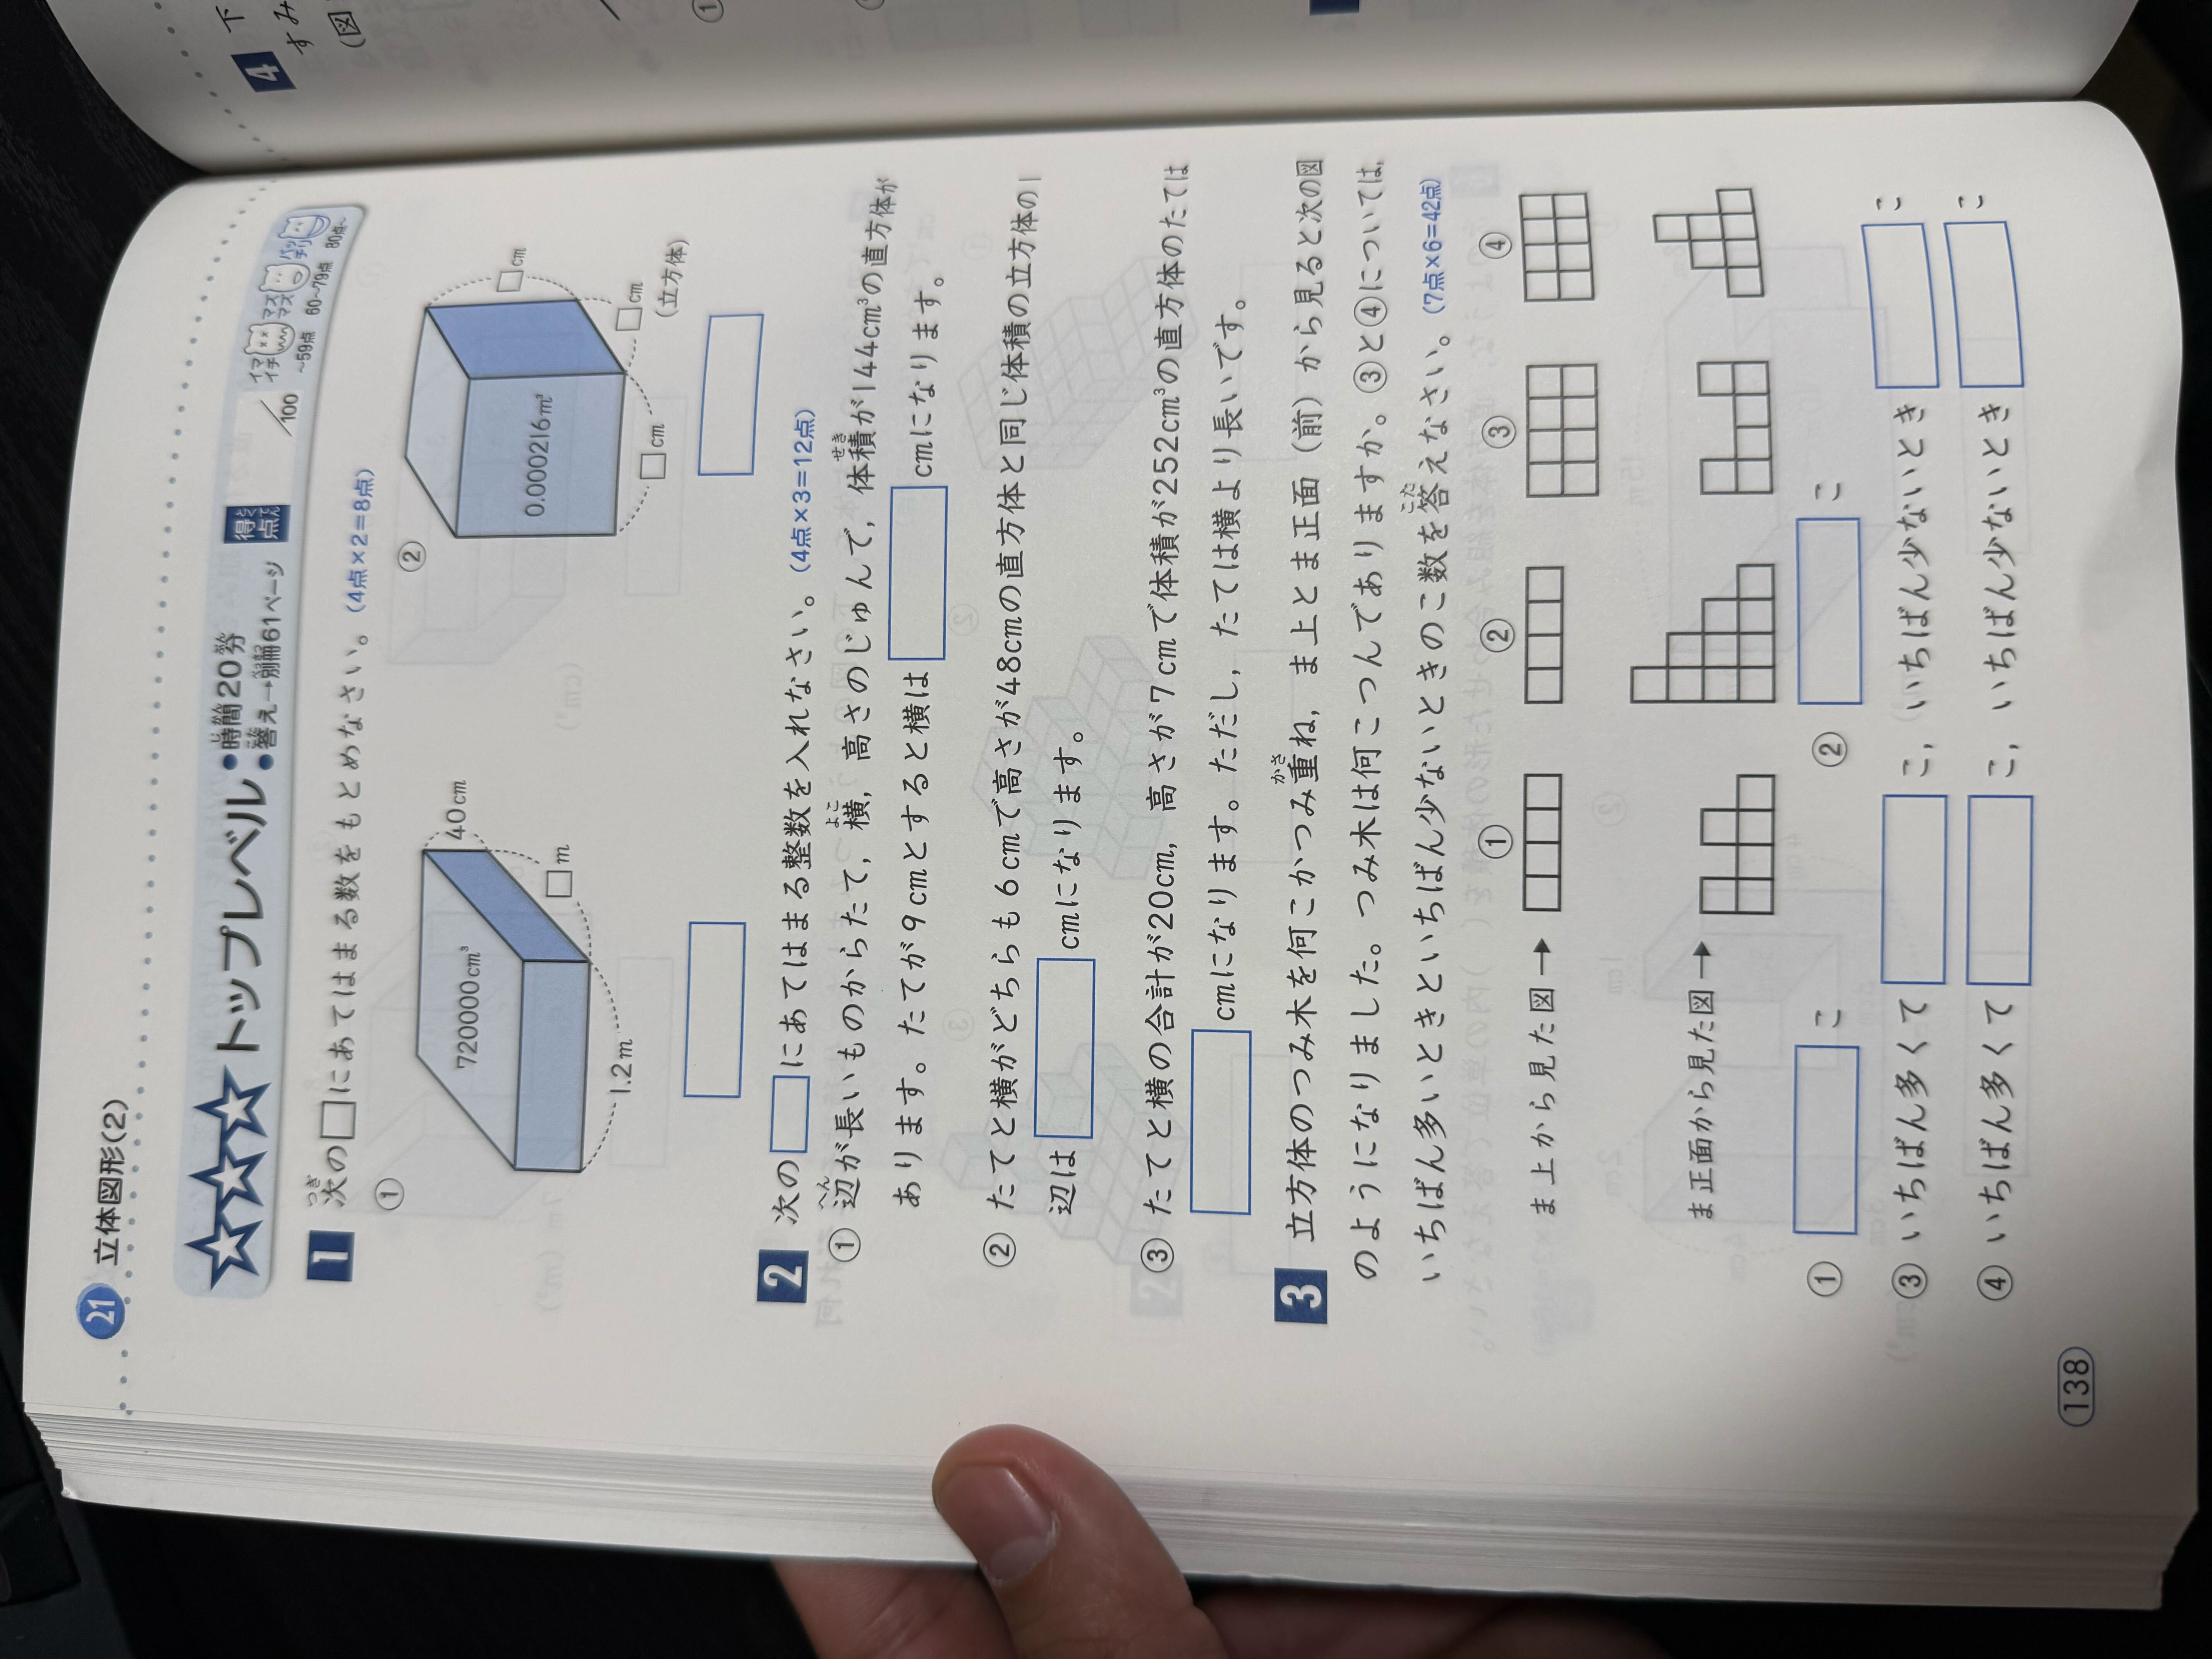 21 立体図形(2)
トップレベル
●時間20分
●答え→別冊61ページ
得点
/100
イマイチ
~59点
マズマズ
60~79点
バッチリ
80点~
1 次の□にあてはまる数をもとめなさい。(4点×2=8点)
①
720000cm³
40cm
□m
1.2m
②
0.000216m³
□cm
□cm
□cm
(立方体)
2 次の□にあてはまる整数を入れなさい。(4点×3=12点)
① 辺が長いものからたて,横,高さのじゅんで,体積が144cm³の直方体が
あります。たてが9cmとすると横は□cmになります。
② たてと横がどちらも6cmで高さが48cmの直方体と同じ体積の立方体の1
辺は□cmになります。
③ たてと横の合計が20cm,高さが7cmで体積が252cm³の直方体のたては
□cmになります。ただし,たては横より長いです。
3 立方体のつみ木を何こかつみ重ね,ま上とま正面(前)から見ると次の図
のようになりました。つみ木は何こつんでありますか。③と④については,
いちばん多いときといちばん少ないときのこ数を答えなさい。(7点×6=42点)
① ② ③ ④
ま上から見た図→
ま正面から見た図→
① □こ ② □こ
③ いちばん多くて□こ,いちばん少ないとき□こ
④ いちばん多くて□こ,いちばん少ないとき□こ
138
4 下
すみ
(図
①